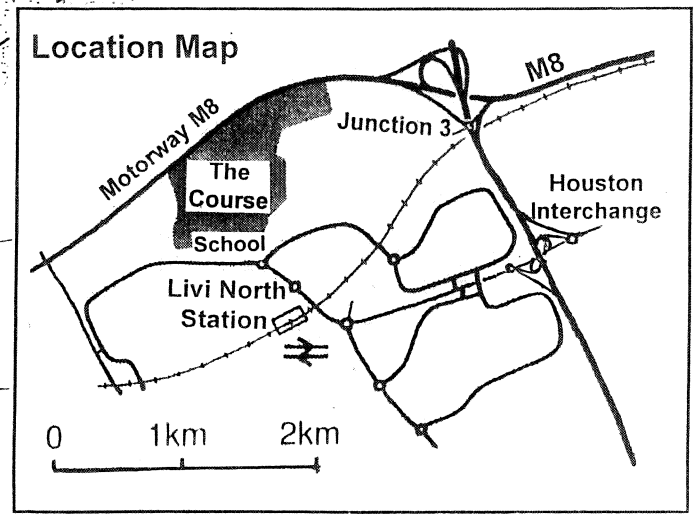 Location Map
M8
Motorway M8
Junction 3
The
Course
Houston
Interchange
School
Livi North
Station
0 1km 2km